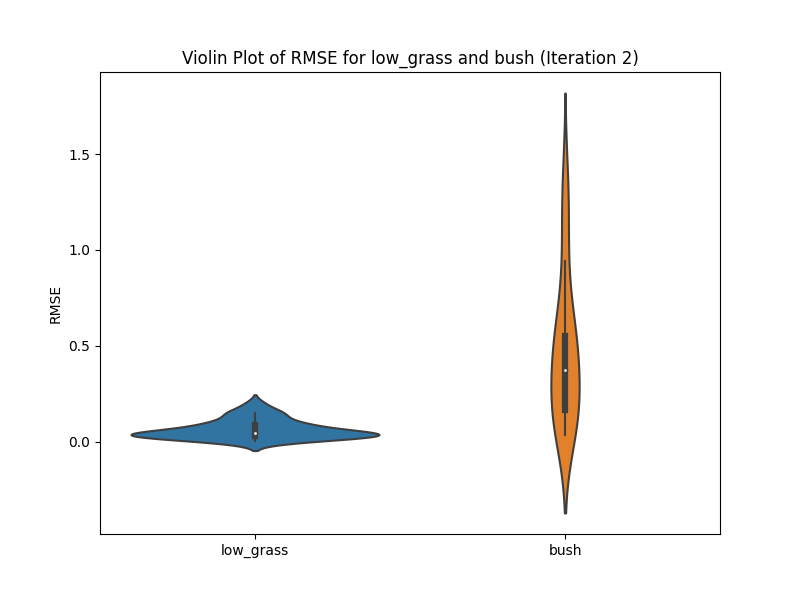 Violin Plot of RMSE for low_grass and bush (Iteration 2)
RMSE
1.5
1.0
0.5
0.0
low_grass
bush